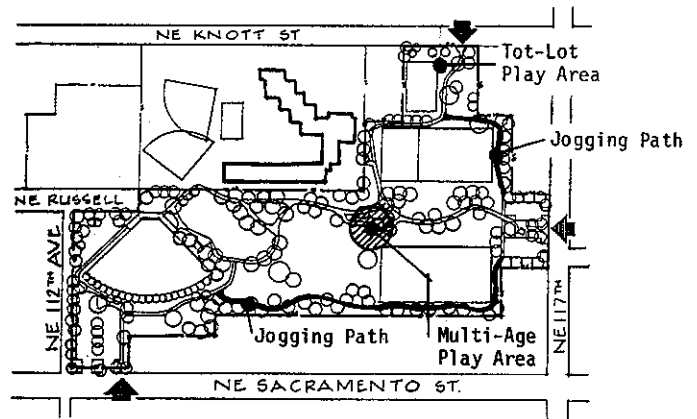 NE KNOTT ST
Tot-Lot
Play Area
Jogging Path
NE RUSSELL
NE 112TH AVE
NE 117TH
Jogging Path
Multi-Age
Play Area
NE SACRAMENTO ST.